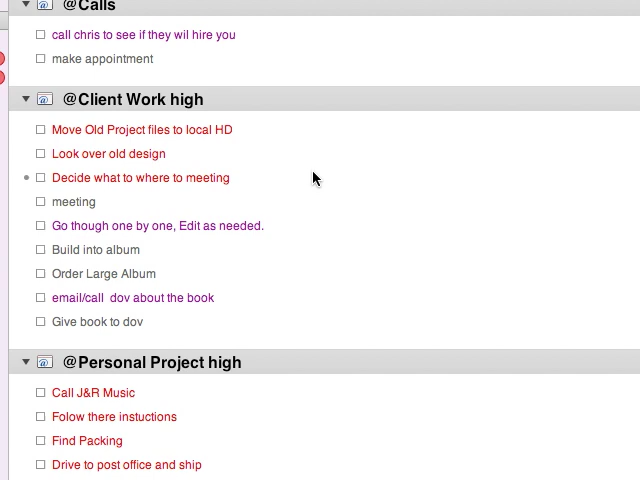 @Calls
call chris to see if they wil hire you
make appointment
@Client Work high
Move Old Project files to local HD
Look over old design
Decide what to where to meeting
meeting
Go though one by one, Edit as needed.
Build into album
Order Large Album
email/call  dov about the book
Give book to dov
@Personal Project high
Call J&R Music
Folow there instuctions
Find Packing
Drive to post office and ship